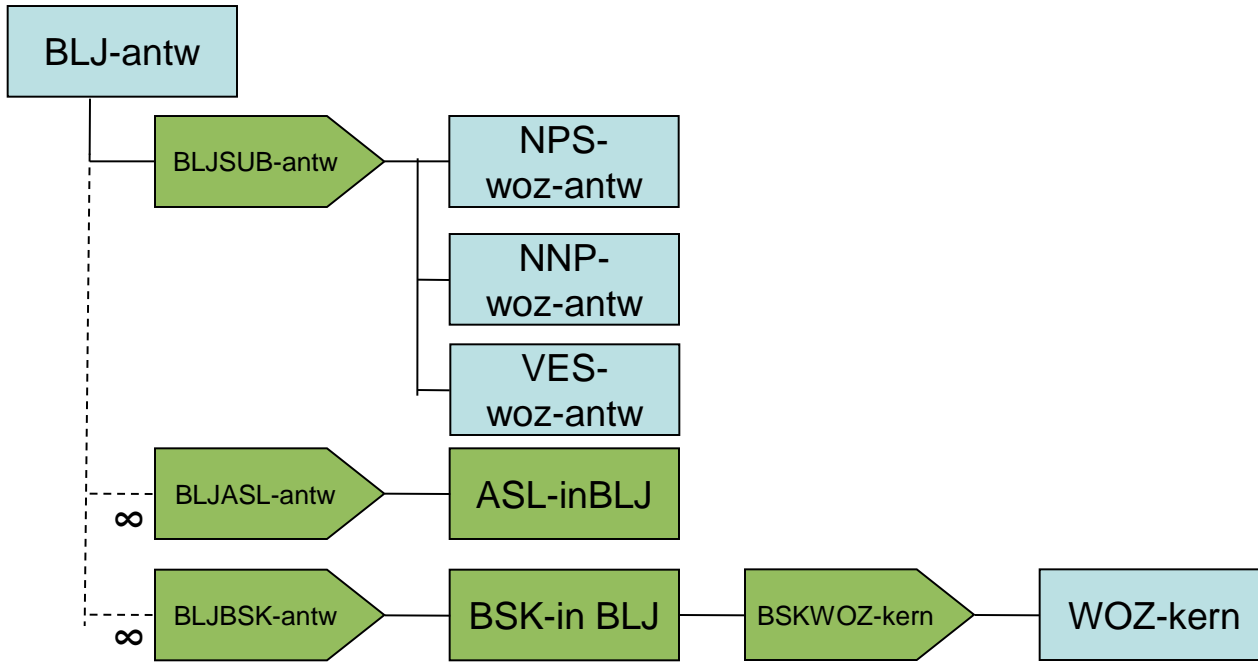 BLJ-antw
BLJSUB-antw
NPS-
woz-antw
NNP-
woz-antw
VES-
woz-antw
BLJASL-antw
ASL-inBLJ
∞
BLJBSK-antw
BSK-in BLJ
BSKWOZ-kern
WOZ-kern
∞